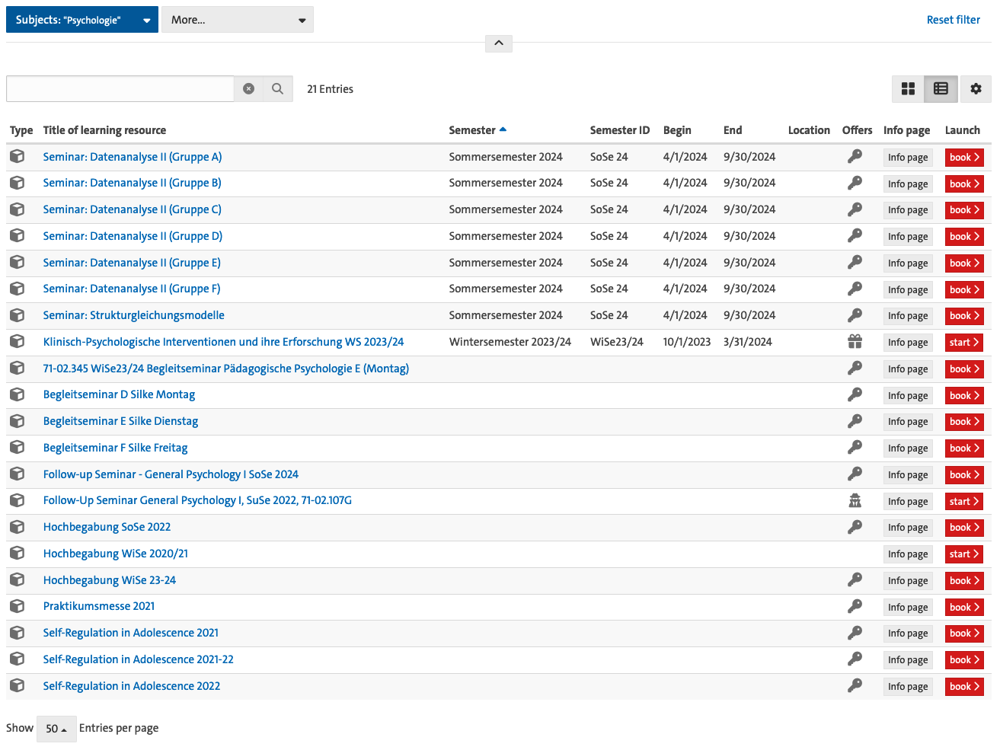 Subjects: "Psychologie" More... Reset filter
21 Entries
Type Title of learning resource Semester Semester ID Begin End Location Offers Info page Launch
Seminar: Datenanalyse II (Gruppe A) Sommersemester 2024 SoSe 24 4/1/2024 9/30/2024 Info page book
Seminar: Datenanalyse II (Gruppe B) Sommersemester 2024 SoSe 24 4/1/2024 9/30/2024 Info page book
Seminar: Datenanalyse II (Gruppe C) Sommersemester 2024 SoSe 24 4/1/2024 9/30/2024 Info page book
Seminar: Datenanalyse II (Gruppe D) Sommersemester 2024 SoSe 24 4/1/2024 9/30/2024 Info page book
Seminar: Datenanalyse II (Gruppe E) Sommersemester 2024 SoSe 24 4/1/2024 9/30/2024 Info page book
Seminar: Datenanalyse II (Gruppe F) Sommersemester 2024 SoSe 24 4/1/2024 9/30/2024 Info page book
Seminar: Strukturgleichungsmodelle Sommersemester 2024 SoSe 24 4/1/2024 9/30/2024 Info page book
Klinisch-Psychologische Interventionen und ihre Erforschung WS 2023/24 Wintersemester 2023/24 WiSe23/24 10/1/2023 3/31/2024 Info page start
71-02.345 WiSe23/24 Begleitseminar Pädagogische Psychologie E (Montag) Info page book
Begleitseminar D Silke Montag Info page book
Begleitseminar E Silke Dienstag Info page book
Begleitseminar F Silke Freitag Info page book
Follow-up Seminar - General Psychology I SoSe 2024 Info page book
Follow-Up Seminar General Psychology I, SuSe 2022, 71-02.107G Info page start
Hochbegabung SoSe 2022 Info page book
Hochbegabung WiSe 2020/21 Info page start
Hochbegabung WiSe 23-24 Info page book
Praktikumsmesse 2021 Info page book
Self-Regulation in Adolescence 2021 Info page book
Self-Regulation in Adolescence 2021-22 Info page book
Self-Regulation in Adolescence 2022 Info page book
Show 50 Entries per page